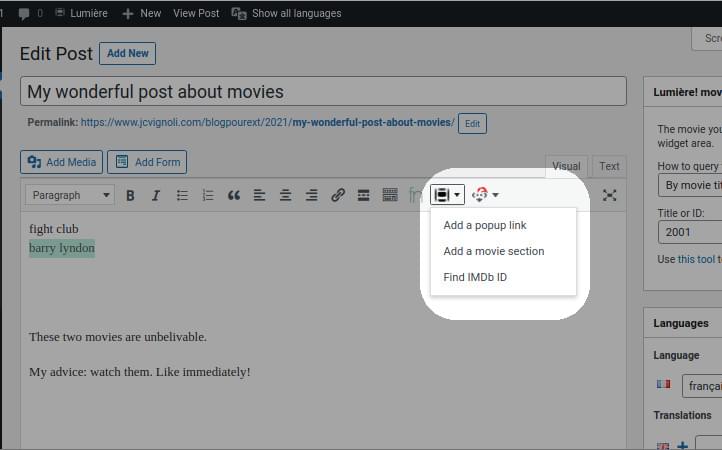 0 Lumière New View Post Show all languages
Scre
Edit Post Add New
My wonderful post about movies
Permalink: https://www.jcvignoli.com/blogpourext/2021/my-wonderful-post-about-movies/ Edit
Add Media Add Form
Visual Text
Paragraph B I
fight club
barry lyndon
These two movies are unbelivable.
My advice: watch them. Like immediately!
Add a popup link
Add a movie section
Find IMDb ID
Lumière! mov
The movie you
widget area.
How to query
By movie tit
Title or ID:
2001
Use this tool t
Languages
Language
frança
Translations